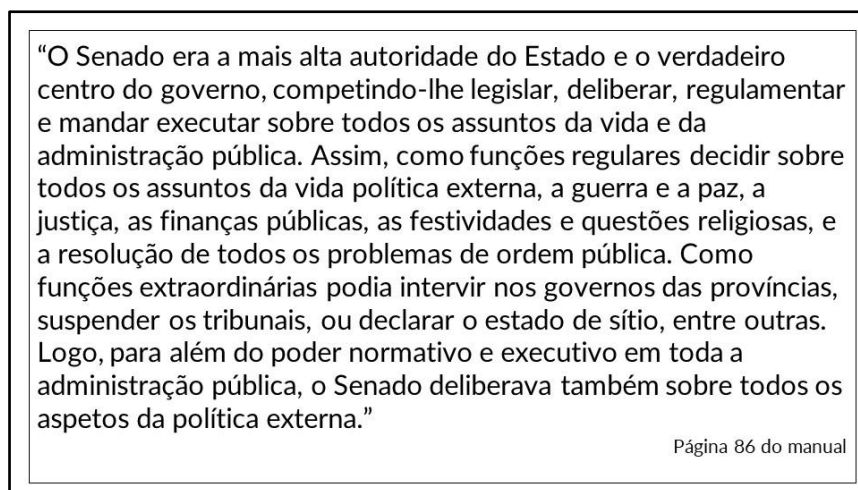 “O Senado era a mais alta autoridade do Estado e o verdadeiro
centro do governo, competindo-lhe legislar, deliberar, regulamentar
e mandar executar sobre todos os assuntos da vida e da
administração pública. Assim, como funções regulares decidir sobre
todos os assuntos da vida política externa, a guerra e a paz, a
justiça, as finanças públicas, as festividades e questões religiosas, e
a resolução de todos os problemas de ordem pública. Como
funções extraordinárias podia intervir nos governos das províncias,
suspender os tribunais, ou declarar o estado de sítio, entre outras.
Logo, para além do poder normativo e executivo em toda a
administração pública, o Senado deliberava também sobre todos os
aspetos da política externa.”
Página 86 do manual